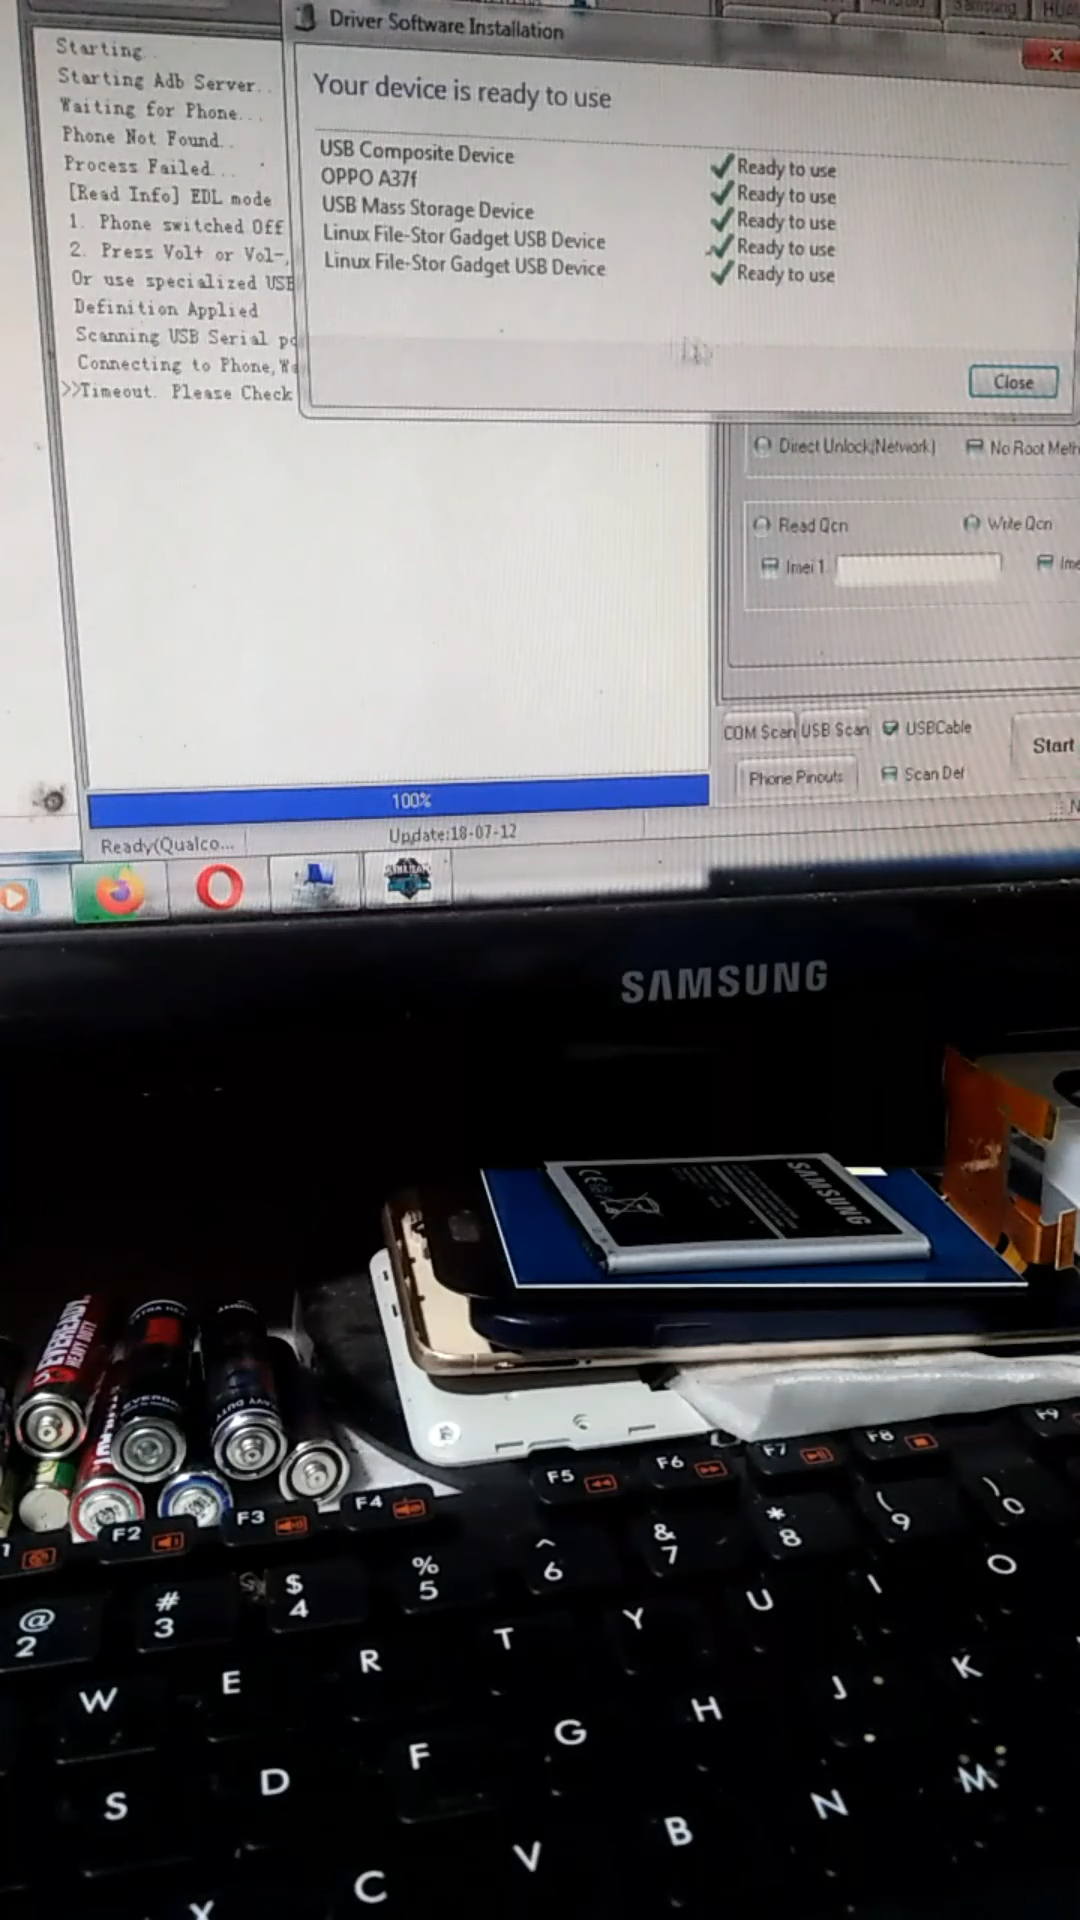 Samsung
Driver Software Installation
Your device is ready to use
USB Composite Device
Ready to use
OPPO A37f
Ready to use
USB Mass Storage Device
Ready to use
Linux File-Stor Gadget USB Device
Ready to use
Linux File-Stor Gadget USB Device
Ready to use
Close
Starting
Starting Adb Server..
Waiting for Phone...
Phone Not Found..
Process Failed...
[Read Info] EDL mode
1. Phone switched Off
2. Press Vol+ or Vol-,
Or use specialized USB
Definition Applied
Scanning USB Serial
Connecting to Phone,
>>Timeout. Please Check
Direct Unlock(Network)
No Root
Read Qcn
Write Qcn
Imei 1
COM Scan
USB Scan
USBCable
Start
Phone Pinouts
Scan Def
100%
Ready(Qualco...
Update:18-07-12
SAMSUNG
SAMSUNG
CE
EVEREADY
HEAVY DUTY
F2
F3
F4
F5
F6
F7
F8
F9
@ 2
# 3
$ 4
% 5
^ 6
& 7
* 8
( 9
) 0
W E R T Y U I O
S D F G H J K
X C V B N M